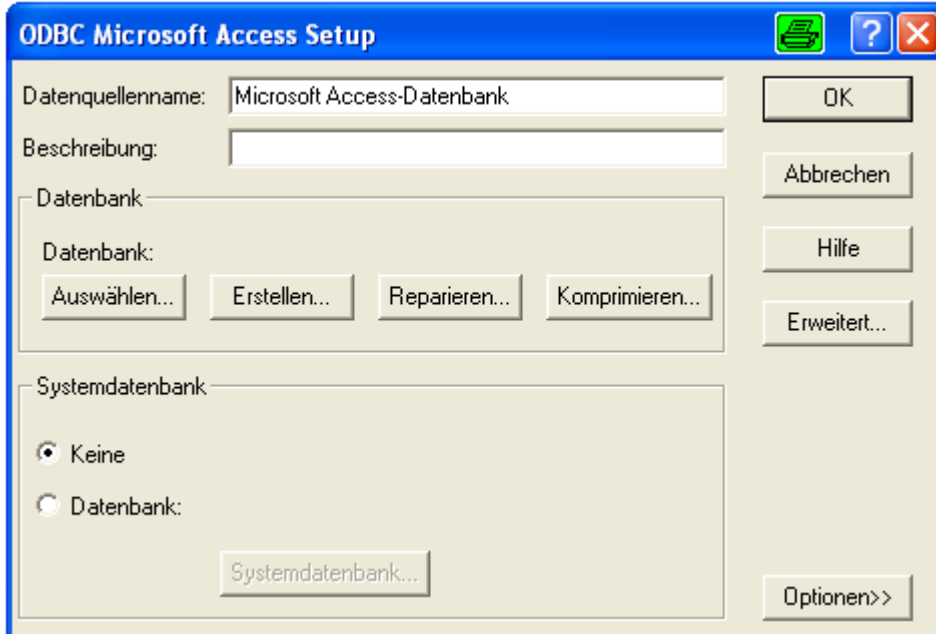 ODBC Microsoft Access Setup
?
Datenquellenname: Microsoft Access-Datenbank
OK
Beschreibung:
Abbrechen
Datenbank
Datenbank:
Hilfe
Auswählen... Erstellen... Reparieren... Komprimieren...
Erweitert...
Systemdatenbank
Keine
Datenbank:
Systemdatenbank...
Optionen>>